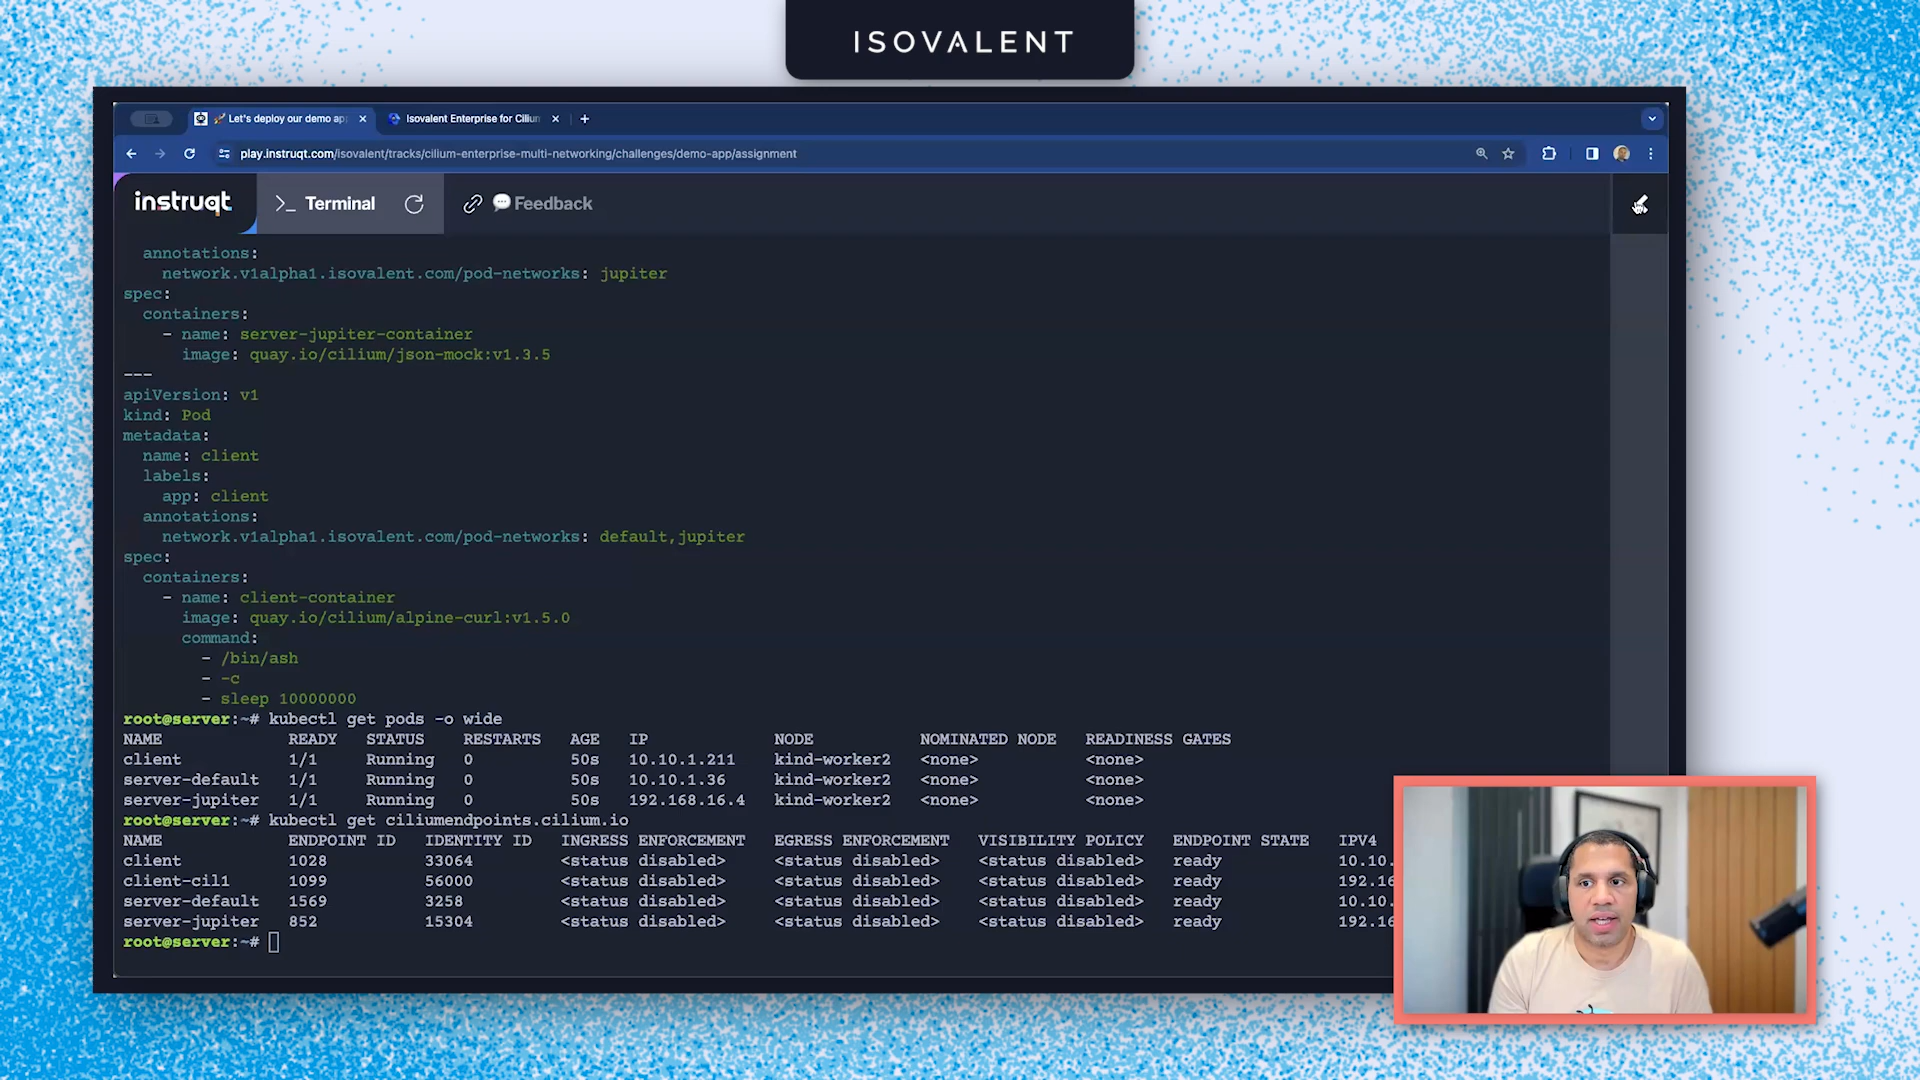 ISOVALENT
🚀 Let's deploy our demo ap
Isovalent Enterprise for Cilium
play.instruqt.com/isovalent/tracks/cilium-enterprise-multi-networking/challenges/demo-app/assignment
instruqt
>_ Terminal
💬Feedback
annotations:
network.v1alpha1.isovalent.com/pod-networks: jupiter
spec:
containers:
- name: server-jupiter-container
image: quay.io/cilium/json-mock:v1.3.5
---
apiVersion: v1
kind: Pod
metadata:
name: client
labels:
app: client
annotations:
network.v1alpha1.isovalent.com/pod-networks: default,jupiter
spec:
containers:
- name: client-container
image: quay.io/cilium/alpine-curl:v1.5.0
command:
- /bin/ash
- -c
- sleep 10000000
root@server:~# kubectl get pods -o wide
NAME READY STATUS RESTARTS AGE IP NODE NOMINATED NODE READINESS GATES
client 1/1 Running 0 50s 10.10.1.211 kind-worker2 <none> <none>
server-default 1/1 Running 0 50s 10.10.1.36 kind-worker2 <none> <none>
server-jupiter 1/1 Running 0 50s 192.168.16.4 kind-worker2 <none> <none>
root@server:~# kubectl get ciliumendpoints.cilium.io
NAME ENDPOINT ID IDENTITY ID INGRESS ENFORCEMENT EGRESS ENFORCEMENT VISIBILITY POLICY ENDPOINT STATE IPV4
client 1028 33064 <status disabled> <status disabled> <status disabled> ready 10.10.
client-cil1 1099 56000 <status disabled> <status disabled> <status disabled> ready 192.16
server-default 1569 3258 <status disabled> <status disabled> <status disabled> ready 10.10.
server-jupiter 852 15304 <status disabled> <status disabled> <status disabled> ready 192.16
root@server:~#